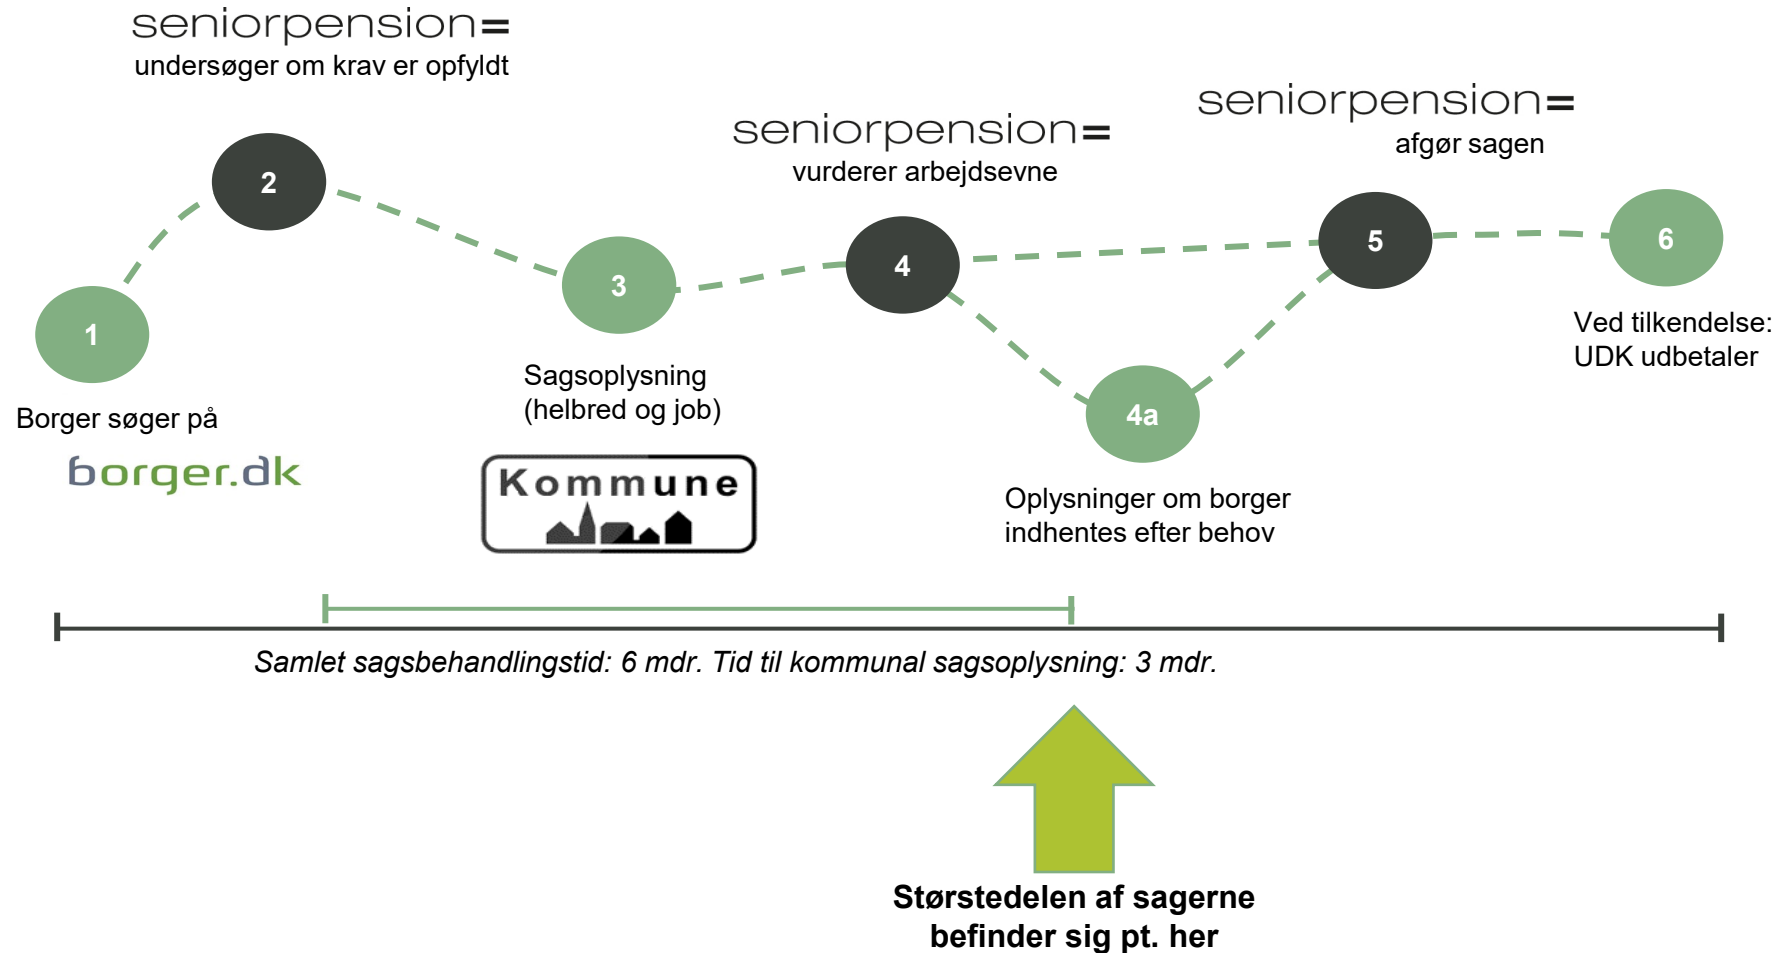 seniorpension=
undersøger om krav er opfyldt
seniorpension=
vurderer arbejdsevne
seniorpension=
afgør sagen
2
3
4
5
6
1
4a
Borger søger på
borger.dk
Sagsoplysning
(helbred og job)
Kommune
Oplysninger om borger
indhentes efter behov
Ved tilkendelse:
UDK udbetaler
Samlet sagsbehandlingstid: 6 mdr. Tid til kommunal sagsoplysning: 3 mdr.
Størstedelen af sagerne
befinder sig pt. her